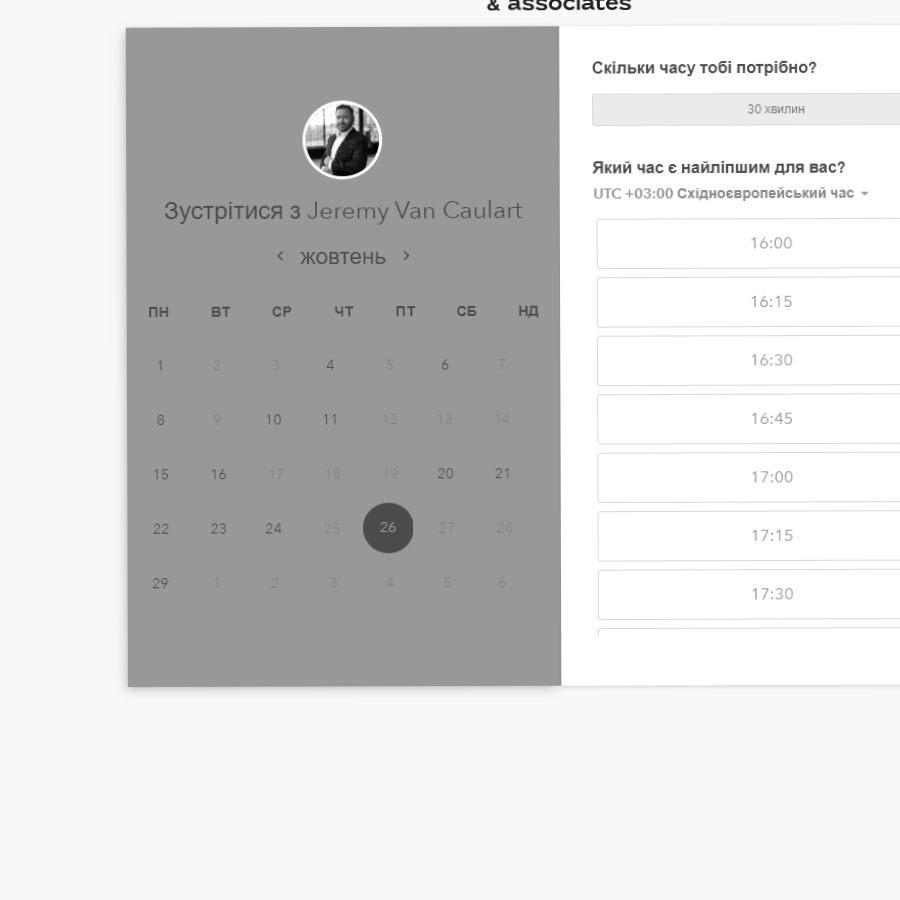 & associates
Зустрітися з Jeremy Van Caulart
жовтень
ПН ВТ СР ЧТ ПТ СБ НД
1 2 3 4 5 6 7
8 9 10 11 12 13 14
15 16 17 18 19 20 21
22 23 24 25 26 27 28
29 1 2 3 4 5 6
Скільки часу тобі потрібно?
30 хвилин
Який час є найліпшим для вас?
UTC +03:00 Східноєвропейський час
16:00
16:15
16:30
16:45
17:00
17:15
17:30